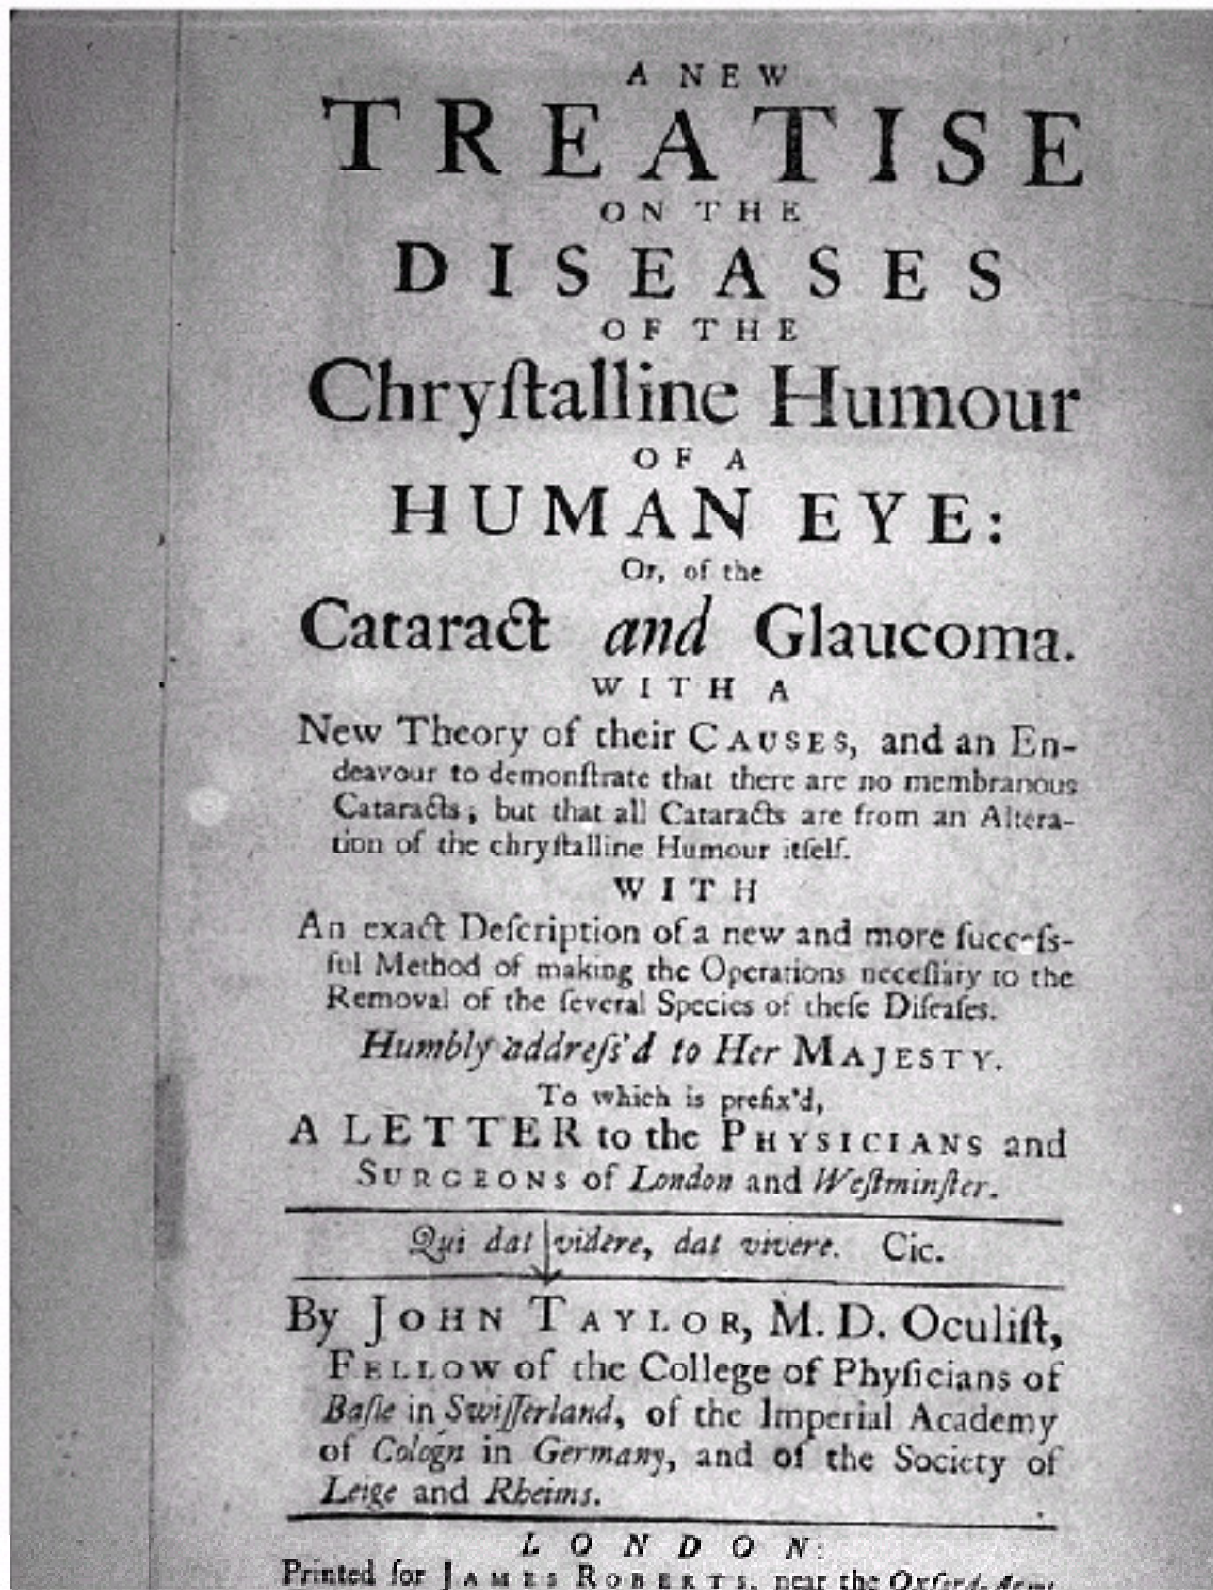 A NEW
TREATISE
ON THE
DISEASES
OF THE
Chryſtalline Humour
OF A
HUMAN EYE:
Or, of the
Cataract and Glaucoma.
WITH A
New Theory of their CAUSES, and an En-
deavour to demonſtrate that there are no membranous
Cataracts; but that all Cataracts are from an Altera-
tion of the chryſtalline Humour itſelf.
WITH
An exact Deſcription of a new and more ſucceſs-
ful Method of making the Operations neceſſary to the
Removal of the ſeveral Species of theſe Diſeaſes.
Humbly addreſs'd to Her MAJESTY.
To which is prefix'd,
A LETTER to the PHYSICIANS and
SURGEONS of London and Weſtminſter.
Qui dat videre, dat vivere. Cic.
By JOHN TAYLOR, M.D. Oculiſt,
FELLOW of the College of Phyſicians of
Baſle in Swiſſerland, of the Imperial Academy
of Cologn in Germany, and of the Society of
Leige and Rheims.
LONDON:
Printed for JAMES ROBERTS, near the Oxford-Arms